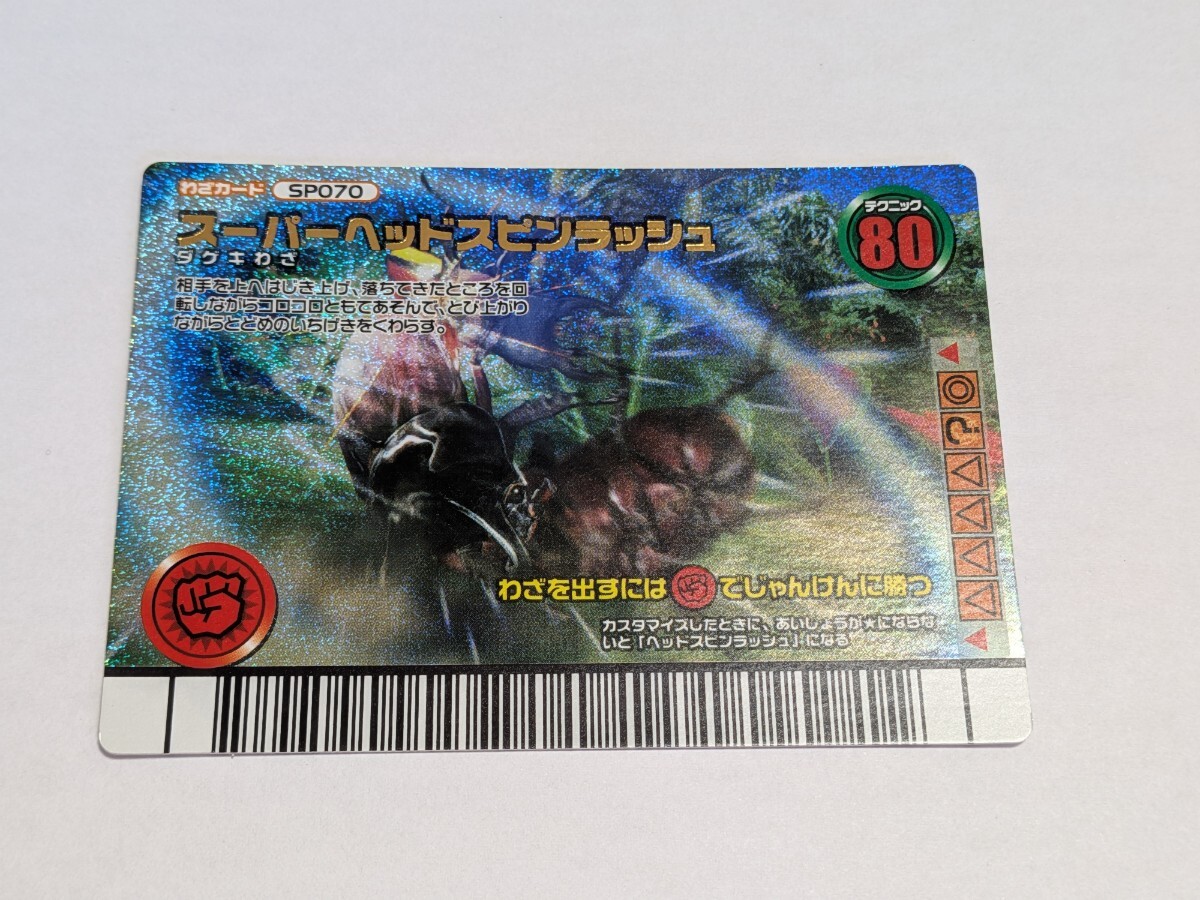 わざカード SP070
スーパーヘッドスピンラッシュ
ダゲキわざ
テクニック
80
相手を上へはじき上げ、落ちてきたところを回
転しながらコロコロともてあそんで、とび上がり
ながらとどめのいちげきをくわらす。
わざを出すには でじゃんけんに勝つ
カスタマイズしたときに、あいしょうが★にならな
いと「ヘッドスピンラッシュ」になる